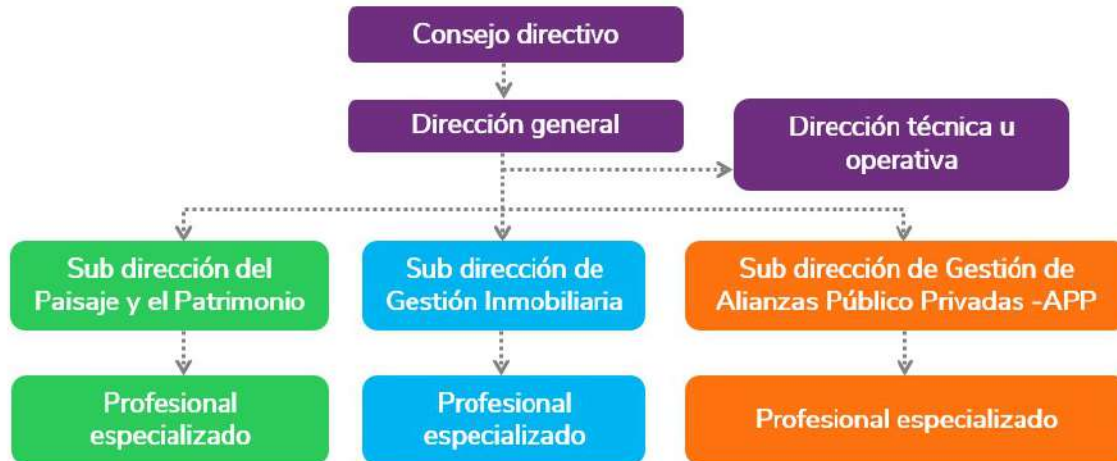 Consejo directivo
Dirección general
Dirección técnica u
operativa
Sub dirección del
Paisaje y el Patrimonio
Sub dirección de
Gestión Inmobiliaria
Sub dirección de Gestión de
Alianzas Público Privadas -APP
Profesional
especializado
Profesional
especializado
Profesional especializado